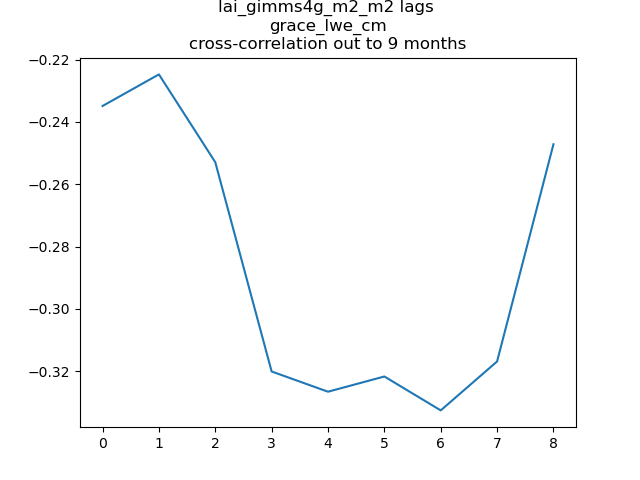 lai_gimms4g_m2_m2 lags
grace_lwe_cm
cross-correlation out to 9 months
−0.22
−0.24
−0.26
−0.28
−0.30
−0.32
0 1 2 3 4 5 6 7 8